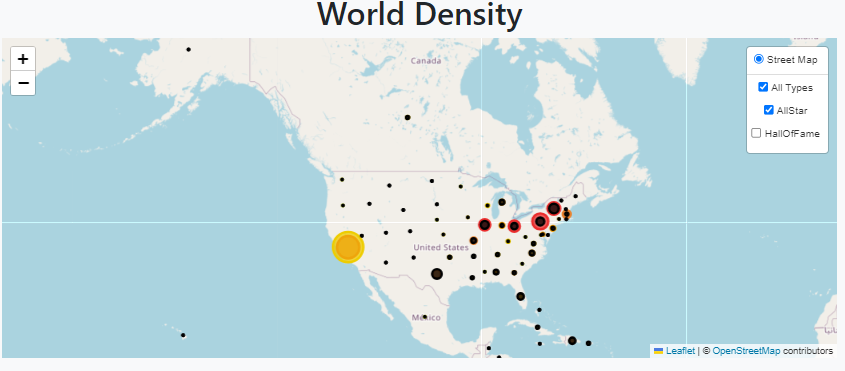 World Density
+
−
Canada
Street Map
All Types
AllStar
HallOfFame
United States
Mexico
Leaflet | © OpenStreetMap contributors